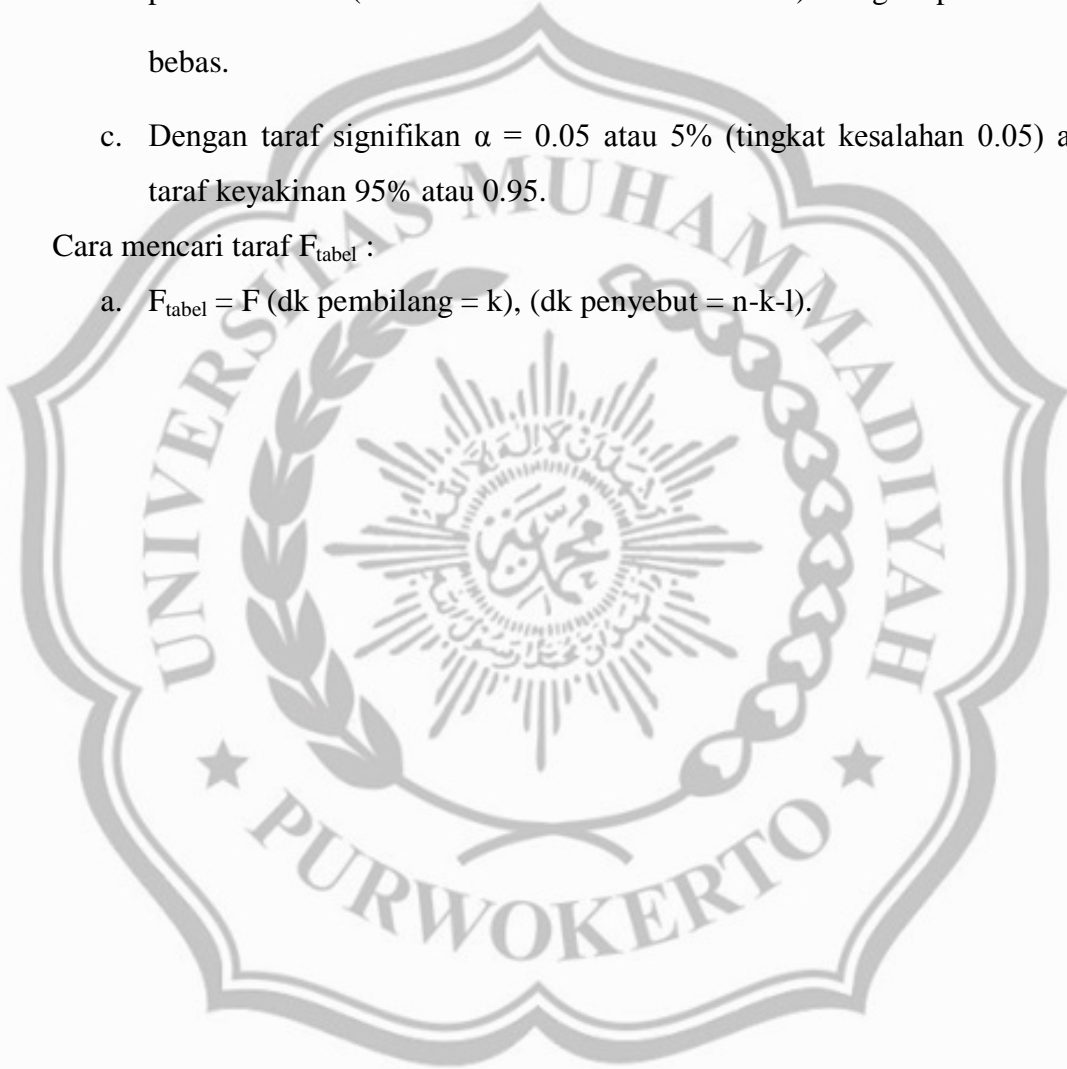 bebas.
c. Dengan taraf signifikan α = 0.05 atau 5% (tingkat kesalahan 0.05) a
taraf keyakinan 95% atau 0.95.
Cara mencari taraf Ftabel :
a. Ftabel = F (dk pembilang = k), (dk penyebut = n-k-l).
UNIVERSITAS MUHAMMADIYAH
PURWOKERTO